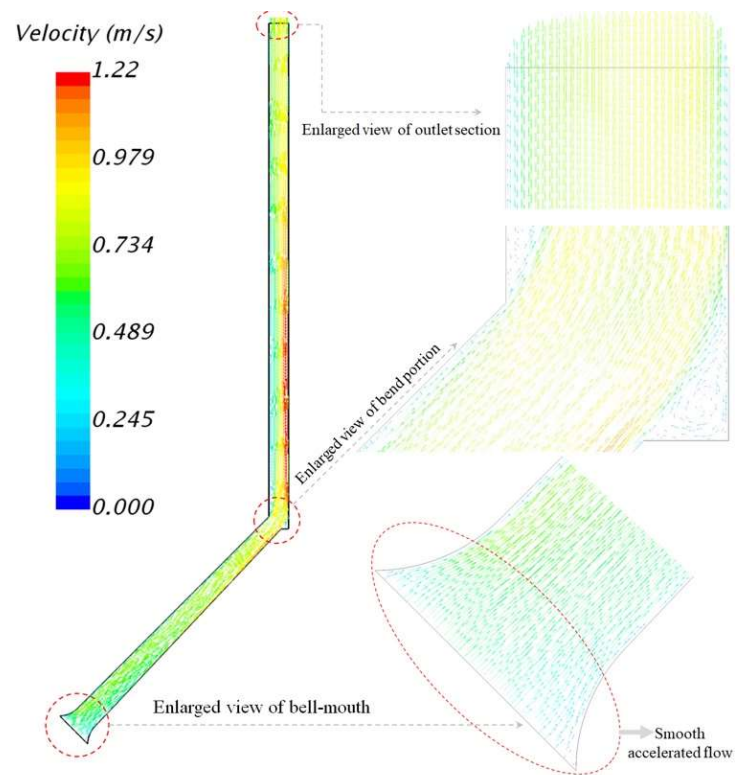 Velocity (m/s)
1.22
0.979
0.734
0.489
0.245
0.000
Enlarged view of outlet section
Enlarged view of bend portion
Enlarged view of bell-mouth
Smooth
accelerated flow